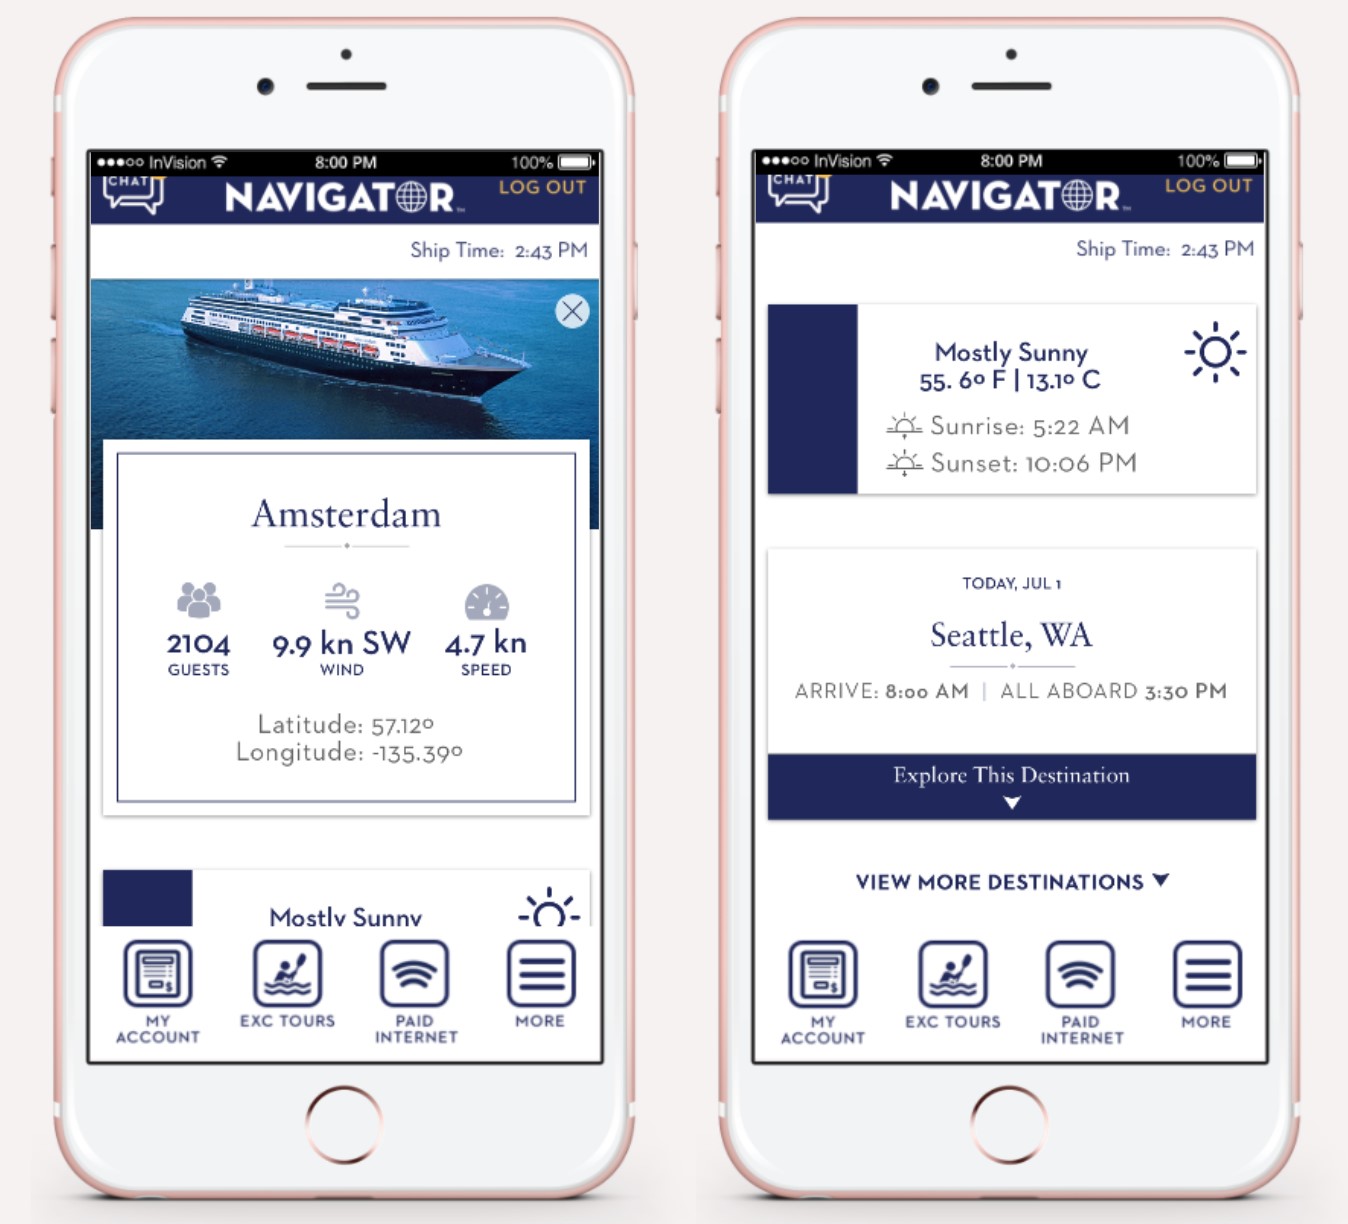 InVision 8:00 PM 100%
CHAT NAVIGATOR LOG OUT
Ship Time: 2:43 PM
Amsterdam
2104 9.9 kn SW 4.7 kn
GUESTS WIND SPEED
Latitude: 57.12º
Longitude: -135.39º
Mostly Sunny
MY ACCOUNT
EXC TOURS
PAID INTERNET
MORE
InVision 8:00 PM 100%
CHAT NAVIGATOR LOG OUT
Ship Time: 2:43 PM
Mostly Sunny
55. 6º F | 13.1º C
Sunrise: 5:22 AM
Sunset: 10:06 PM
TODAY, JUL 1
Seattle, WA
ARRIVE: 8:00 AM | ALL ABOARD 3:30 PM
Explore This Destination
VIEW MORE DESTINATIONS
MY ACCOUNT
EXC TOURS
PAID INTERNET
MORE